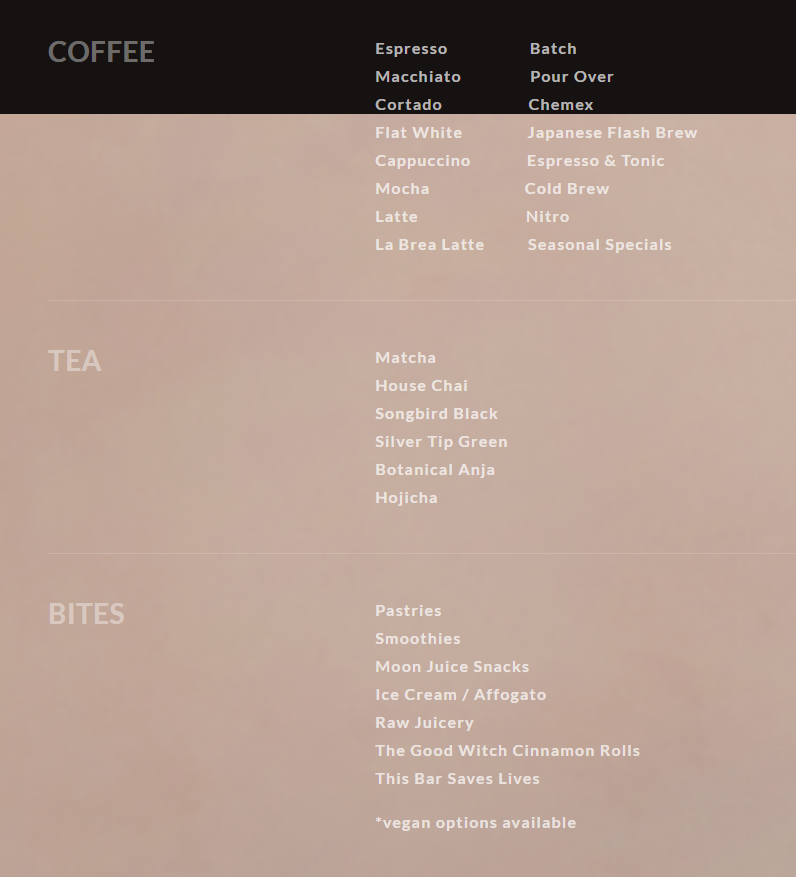 COFFEE
Espresso Batch
Macchiato Pour Over
Cortado Chemex
Flat White Japanese Flash Brew
Cappuccino Espresso & Tonic
Mocha Cold Brew
Latte Nitro
La Brea Latte Seasonal Specials
TEA
Matcha
House Chai
Songbird Black
Silver Tip Green
Botanical Anja
Hojicha
BITES
Pastries
Smoothies
Moon Juice Snacks
Ice Cream / Affogato
Raw Juicery
The Good Witch Cinnamon Rolls
This Bar Saves Lives
*vegan options available